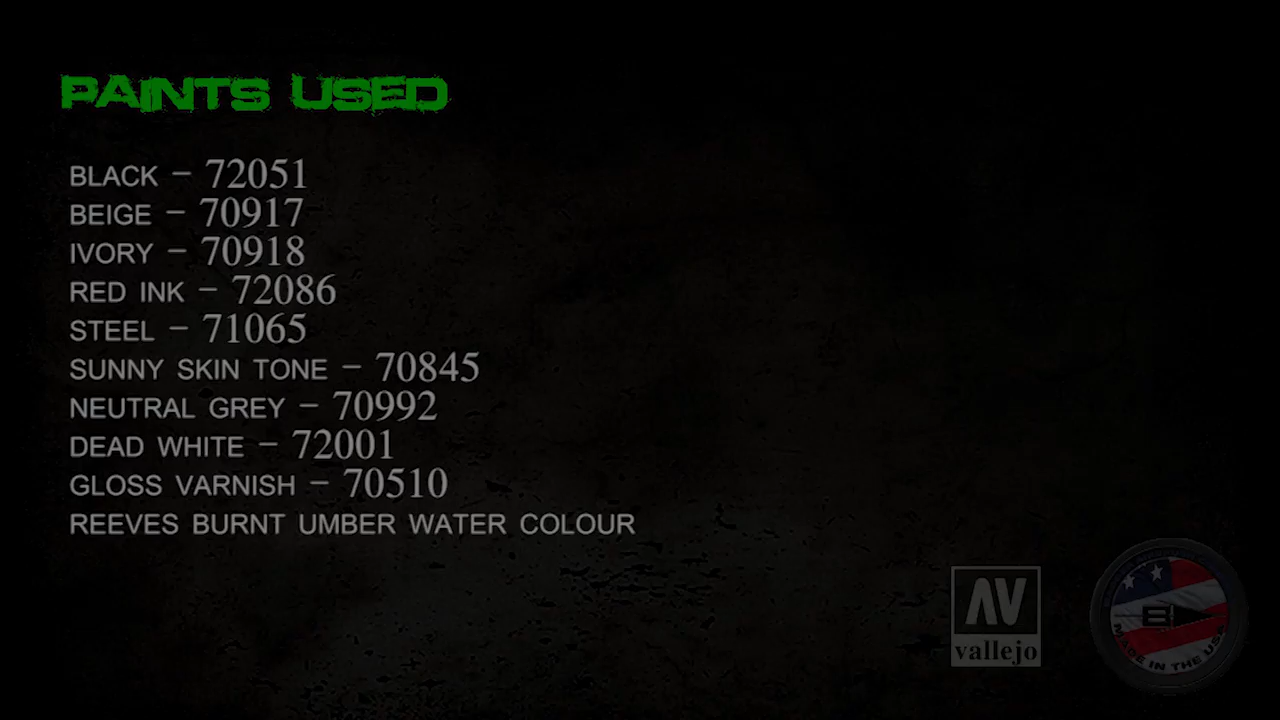 PAINTS USED
BLACK – 72051
BEIGE – 70917
IVORY – 70918
RED INK – 72086
STEEL – 71065
SUNNY SKIN TONE – 70845
NEUTRAL GREY – 70992
DEAD WHITE – 72001
GLOSS VARNISH – 70510
REEVES BURNT UMBER WATER COLOUR
AV
vallejo
MADE IN THE USA